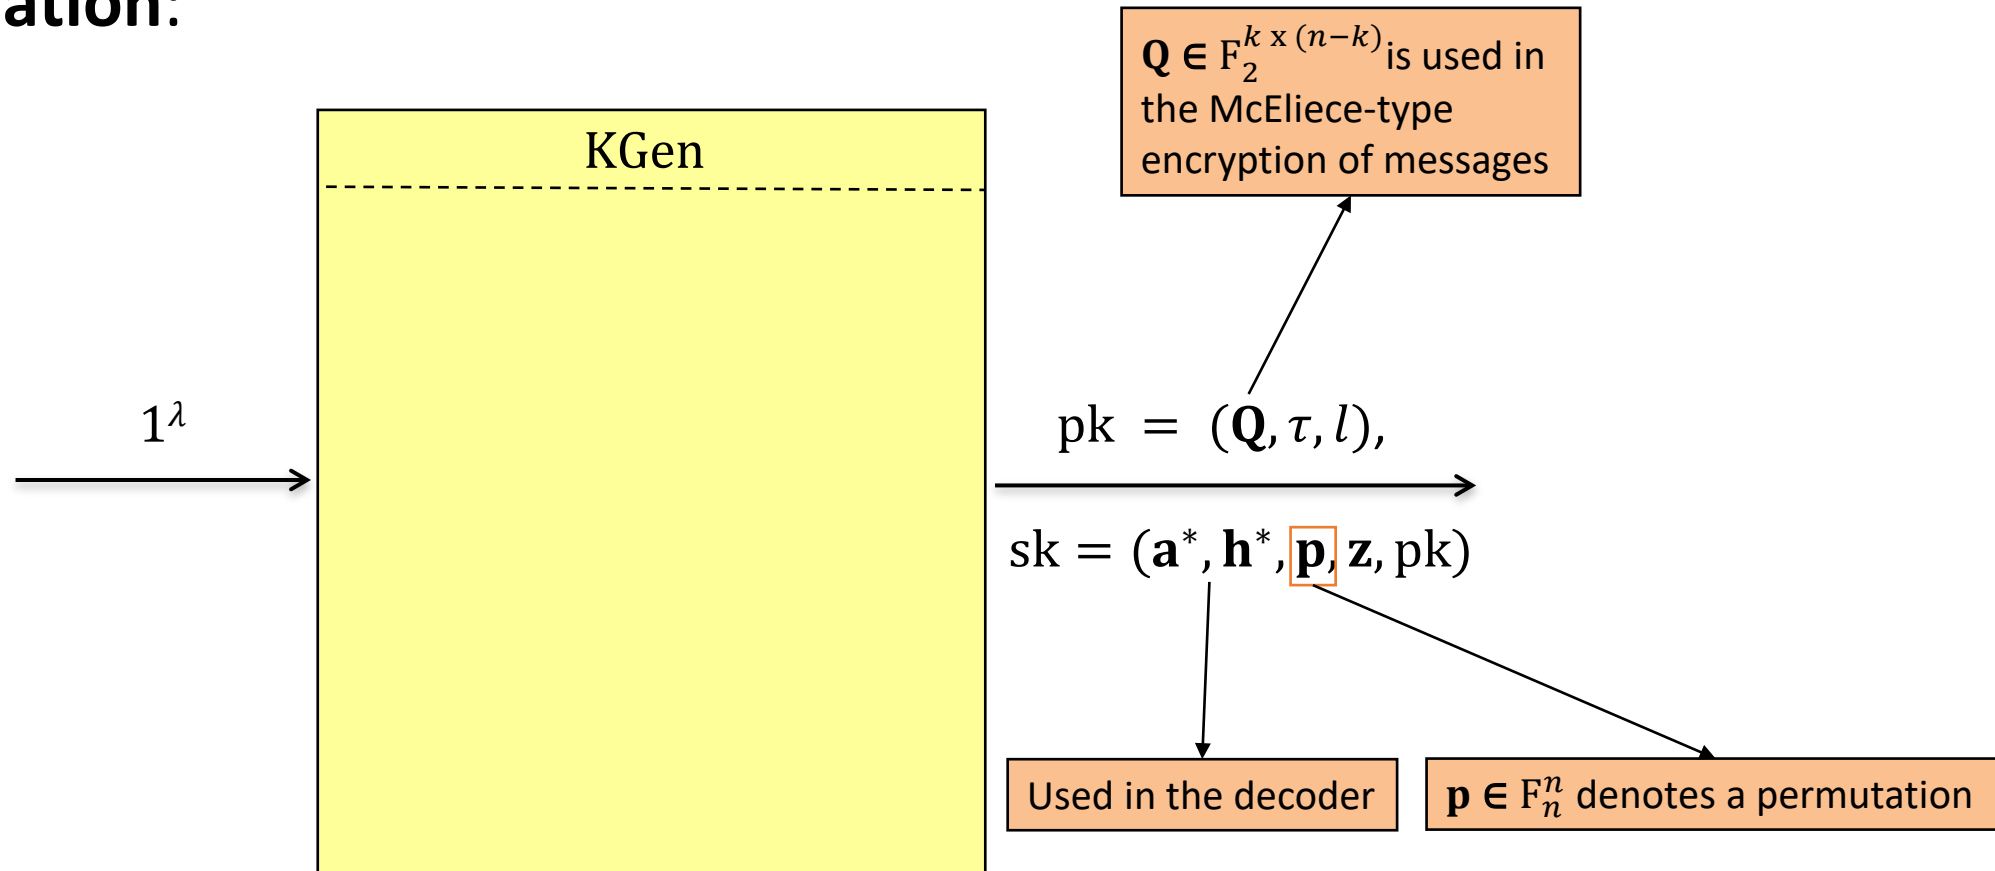 ation:
𝐐 ∈ F₂^{k x (n−k)} is used in
the McEliece-type
encryption of messages
KGen
1^λ
pk = (𝐐, τ, l),
sk = (𝐚*, 𝐡*, 𝐩, 𝐳, pk)
Used in the decoder
𝐩 ∈ F_n^n denotes a permutation